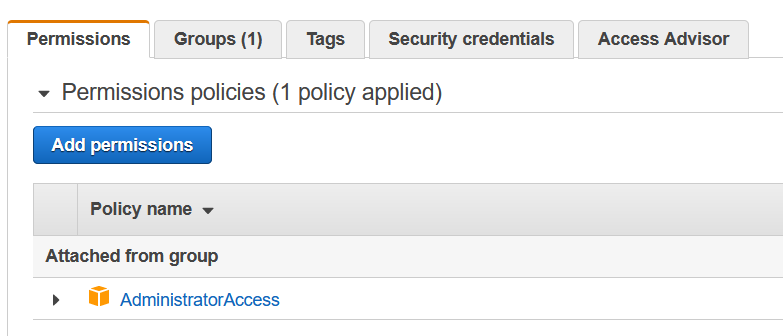 Permissions Groups (1) Tags Security credentials Access Advisor
Permissions policies (1 policy applied)
Add permissions
Policy name
Attached from group
AdministratorAccess